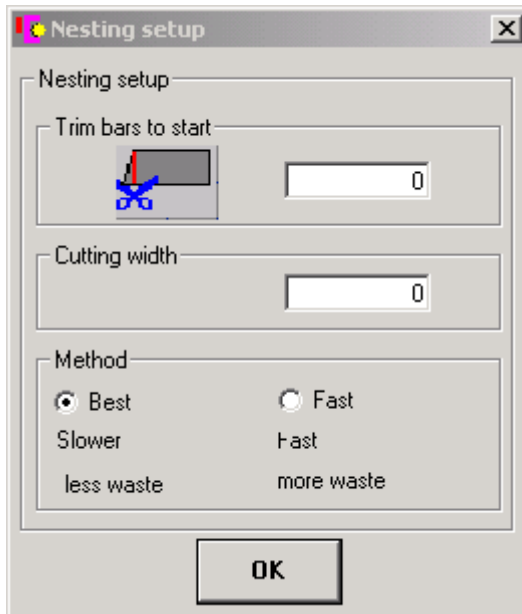 Nesting setup
Nesting setup
Trim bars to start
0
Cutting width
0
Method
Best Fast
Slower Fast
less waste more waste
OK